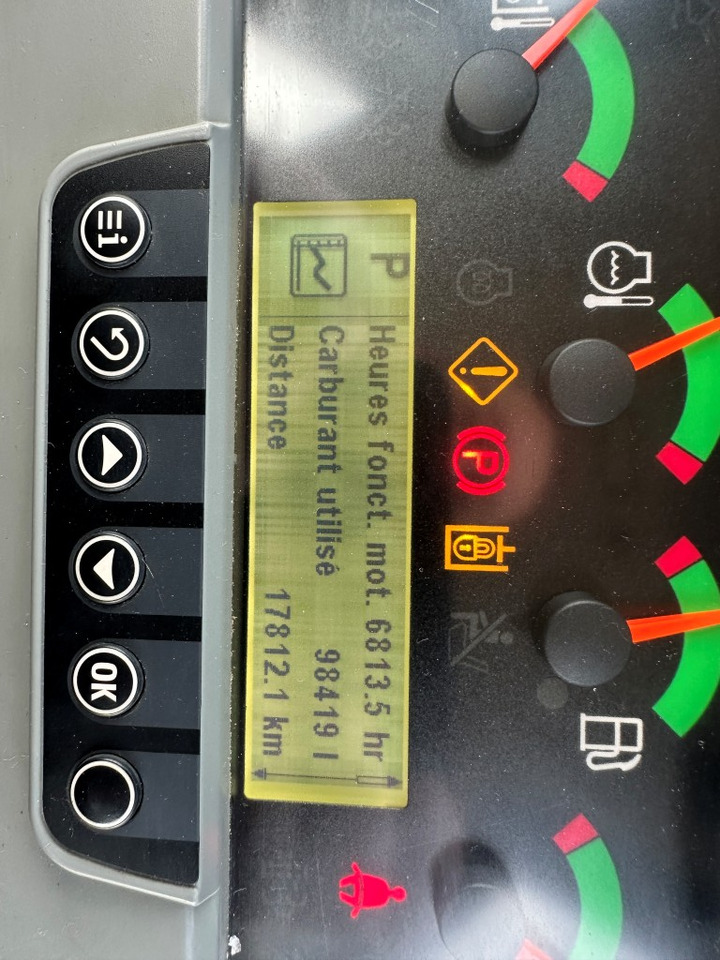 P
Heures fonct. mot. 6813.5 hr
Carburant utilisé 98419 l
Distance 17812.1 km
P
i
OK